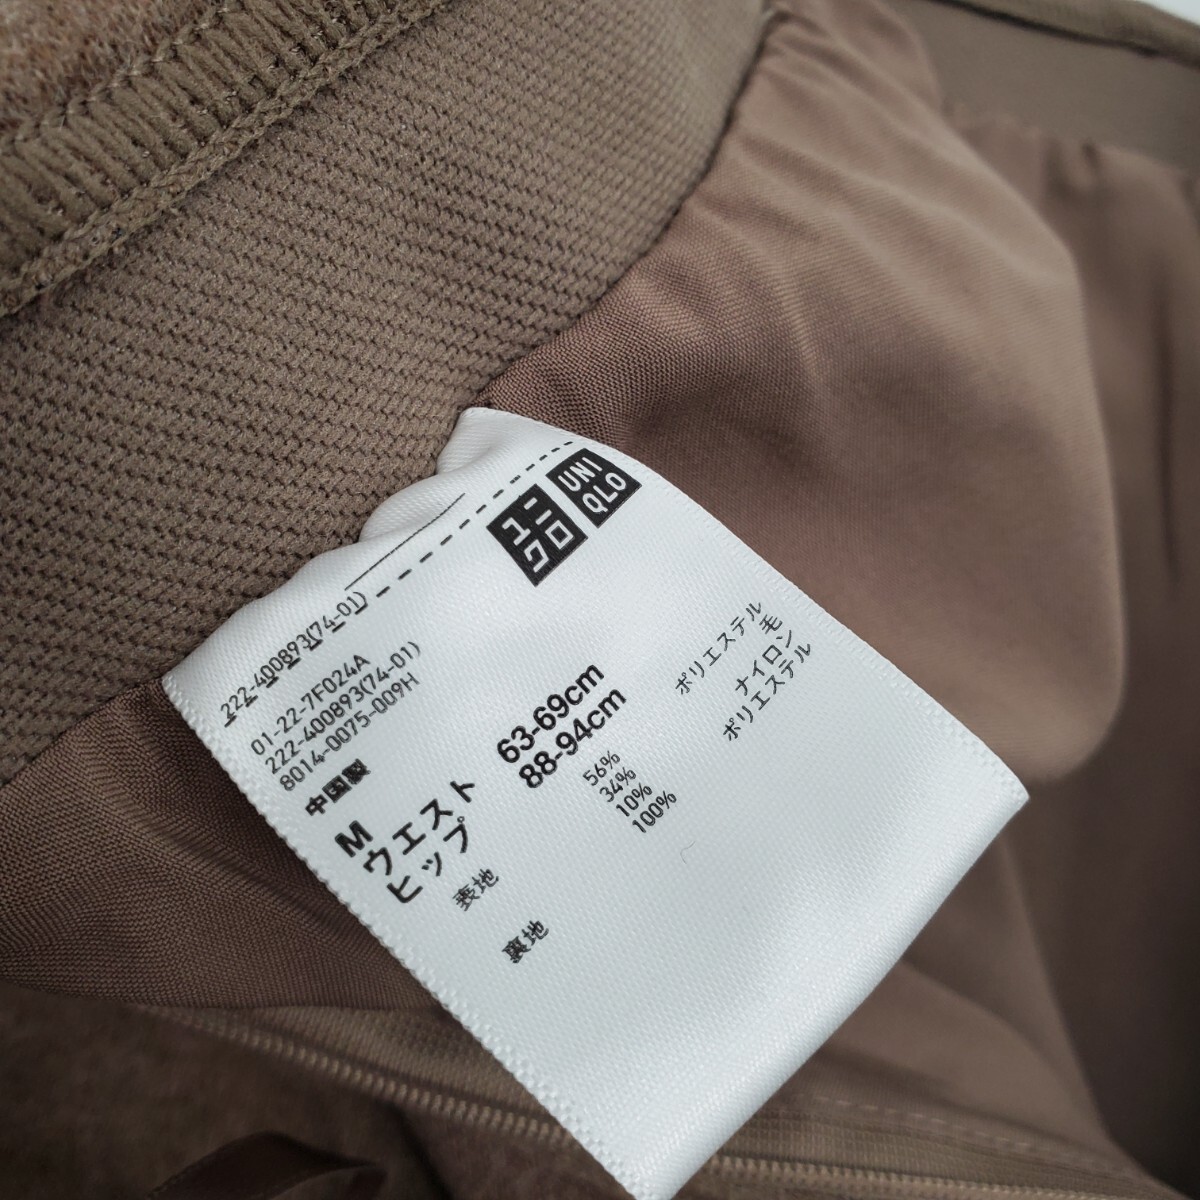 ユニ
クロ
UNI
QLO
222-400893(74-01)
01-22-7F024A
222-400893(74-01)
8014-0075-009H
中国製
M
ウエスト 63-69cm
ヒップ 88-94cm
表地 56% ポリエステル
34% 毛
10% ナイロン
裏地 100% ポリエステル